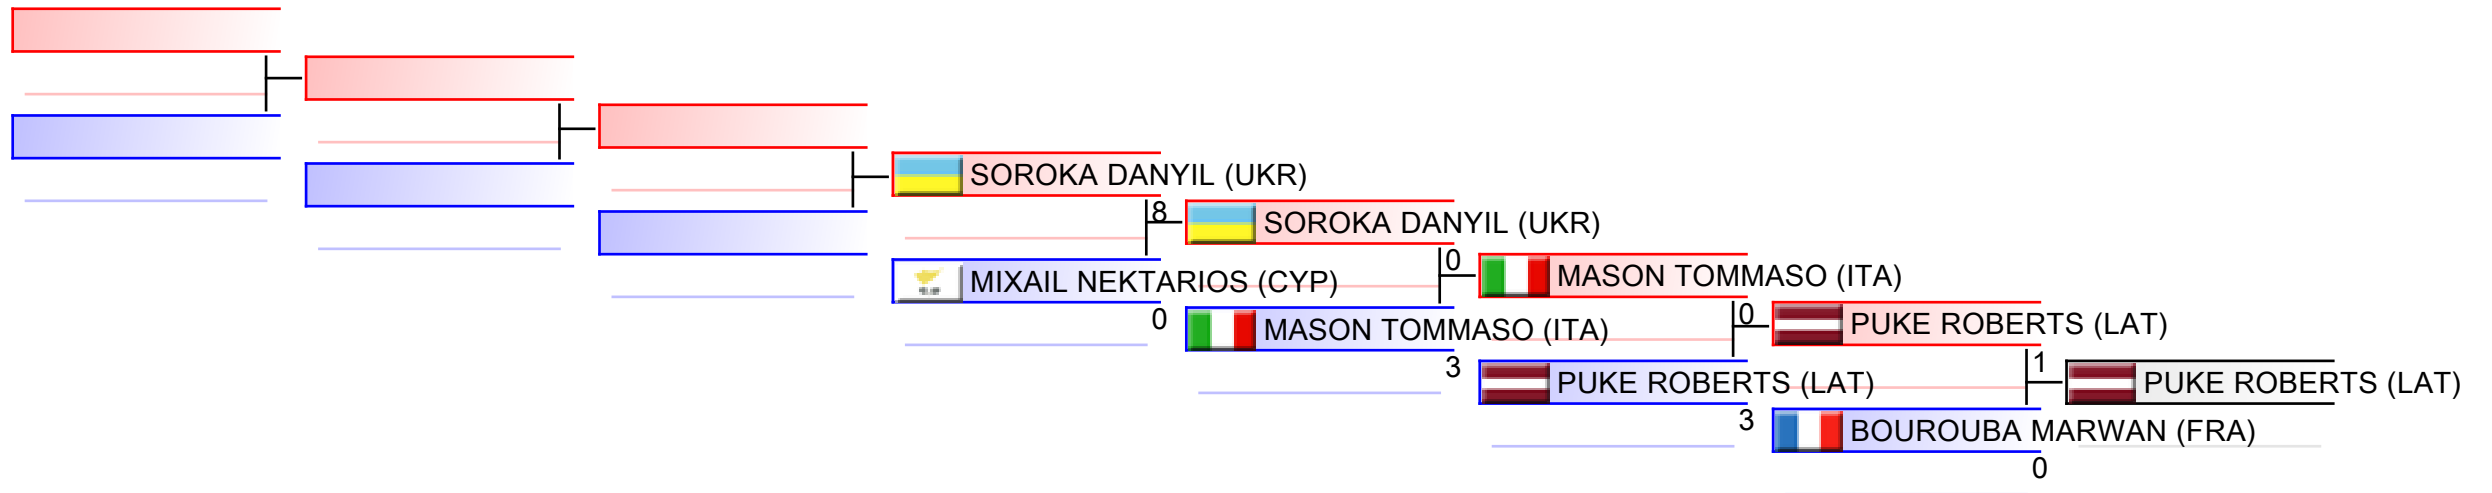 SOROKA DANYIL (UKR)
8
SOROKA DANYIL (UKR)
MIXAIL NEKTARIOS (CYP)
0
0
MASON TOMMASO (ITA)
MASON TOMMASO (ITA)
3
0
PUKE ROBERTS (LAT)
PUKE ROBERTS (LAT)
3
1
PUKE ROBERTS (LAT)
BOUROUBA MARWAN (FRA)
0